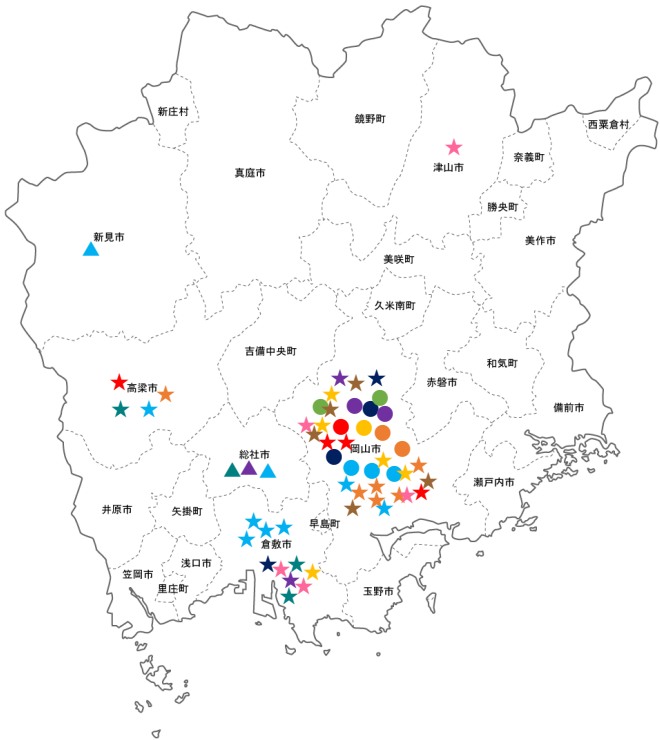 新庄村
鏡野町
西粟倉村
奈義町
津山市
真庭市
勝央町
新見市
美作市
美咲町
久米南町
吉備中央町
和気町
高梁市
赤磐市
備前市
岡山市
総社市
瀬戸内市
井原市
矢掛町
早島町
倉敷市
浅口市
笠岡市
里庄町
玉野市